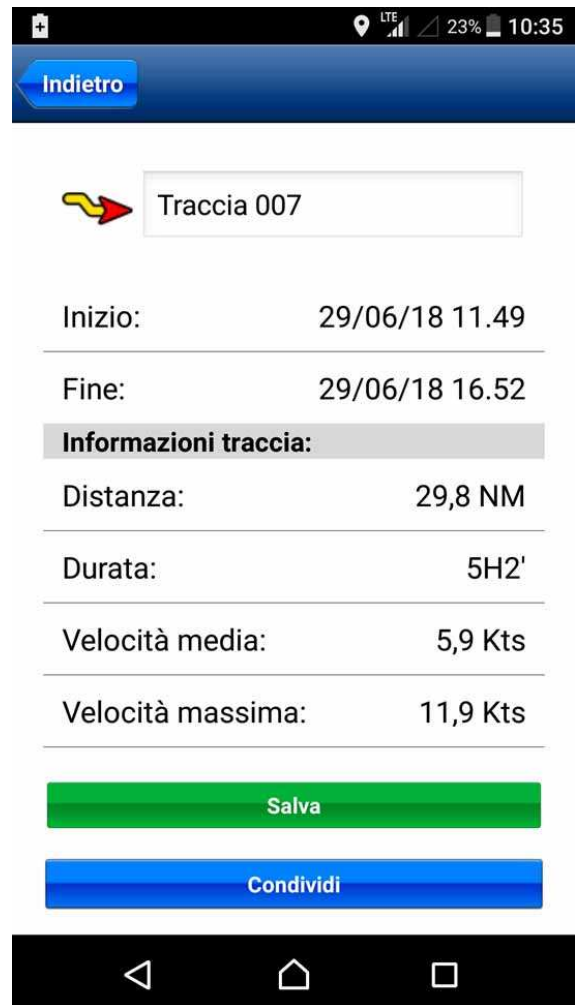 LTE 23% 10:35
Indietro
Traccia 007
Inizio: 29/06/18 11.49
Fine: 29/06/18 16.52
Informazioni traccia:
Distanza: 29,8 NM
Durata: 5H2'
Velocità media: 5,9 Kts
Velocità massima: 11,9 Kts
Salva
Condividi